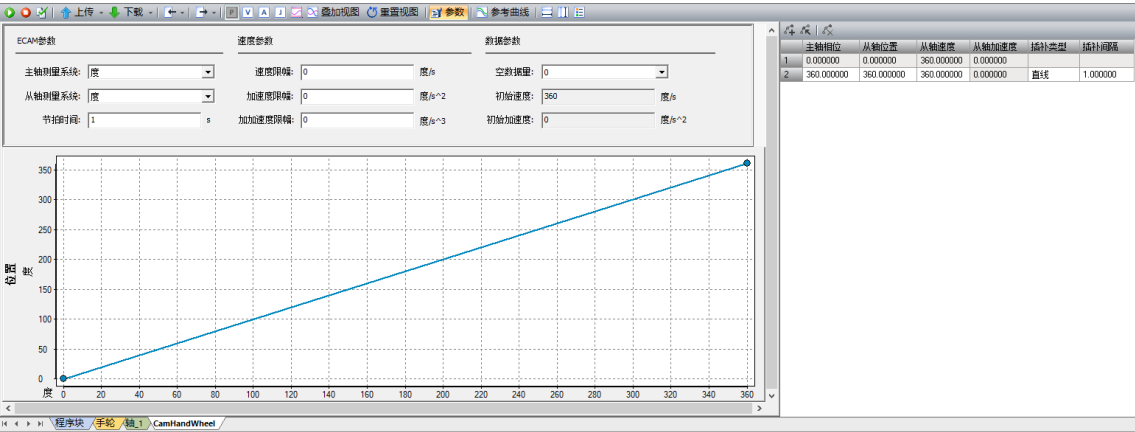 上传 下载 P V A J 叠加视图 重置视图 参数 参考曲线
ECAM参数 速度参数 数据参数
主轴测量系统: 度 速度限幅: 0 度/s 空数据量: 0
从轴测量系统: 度 加速度限幅: 0 度/s^2 初始速度: 360 度/s
节拍时间: 1 s 加加速度限幅: 0 度/s^3 初始加速度: 0 度/s^2
主轴相位 从轴位置 从轴速度 从轴加速度 插补类型 插补间隔
1 0.000000 0.000000 360.000000 0.000000
2 360.000000 360.000000 360.000000 0.000000 直线 1.000000
位置
度
350
300
250
200
150
100
50
0
度 0 20 40 60 80 100 120 140 160 180 200 220 240 260 280 300 320 340 360
程序块 手轮 轴_1 CamHandWheel